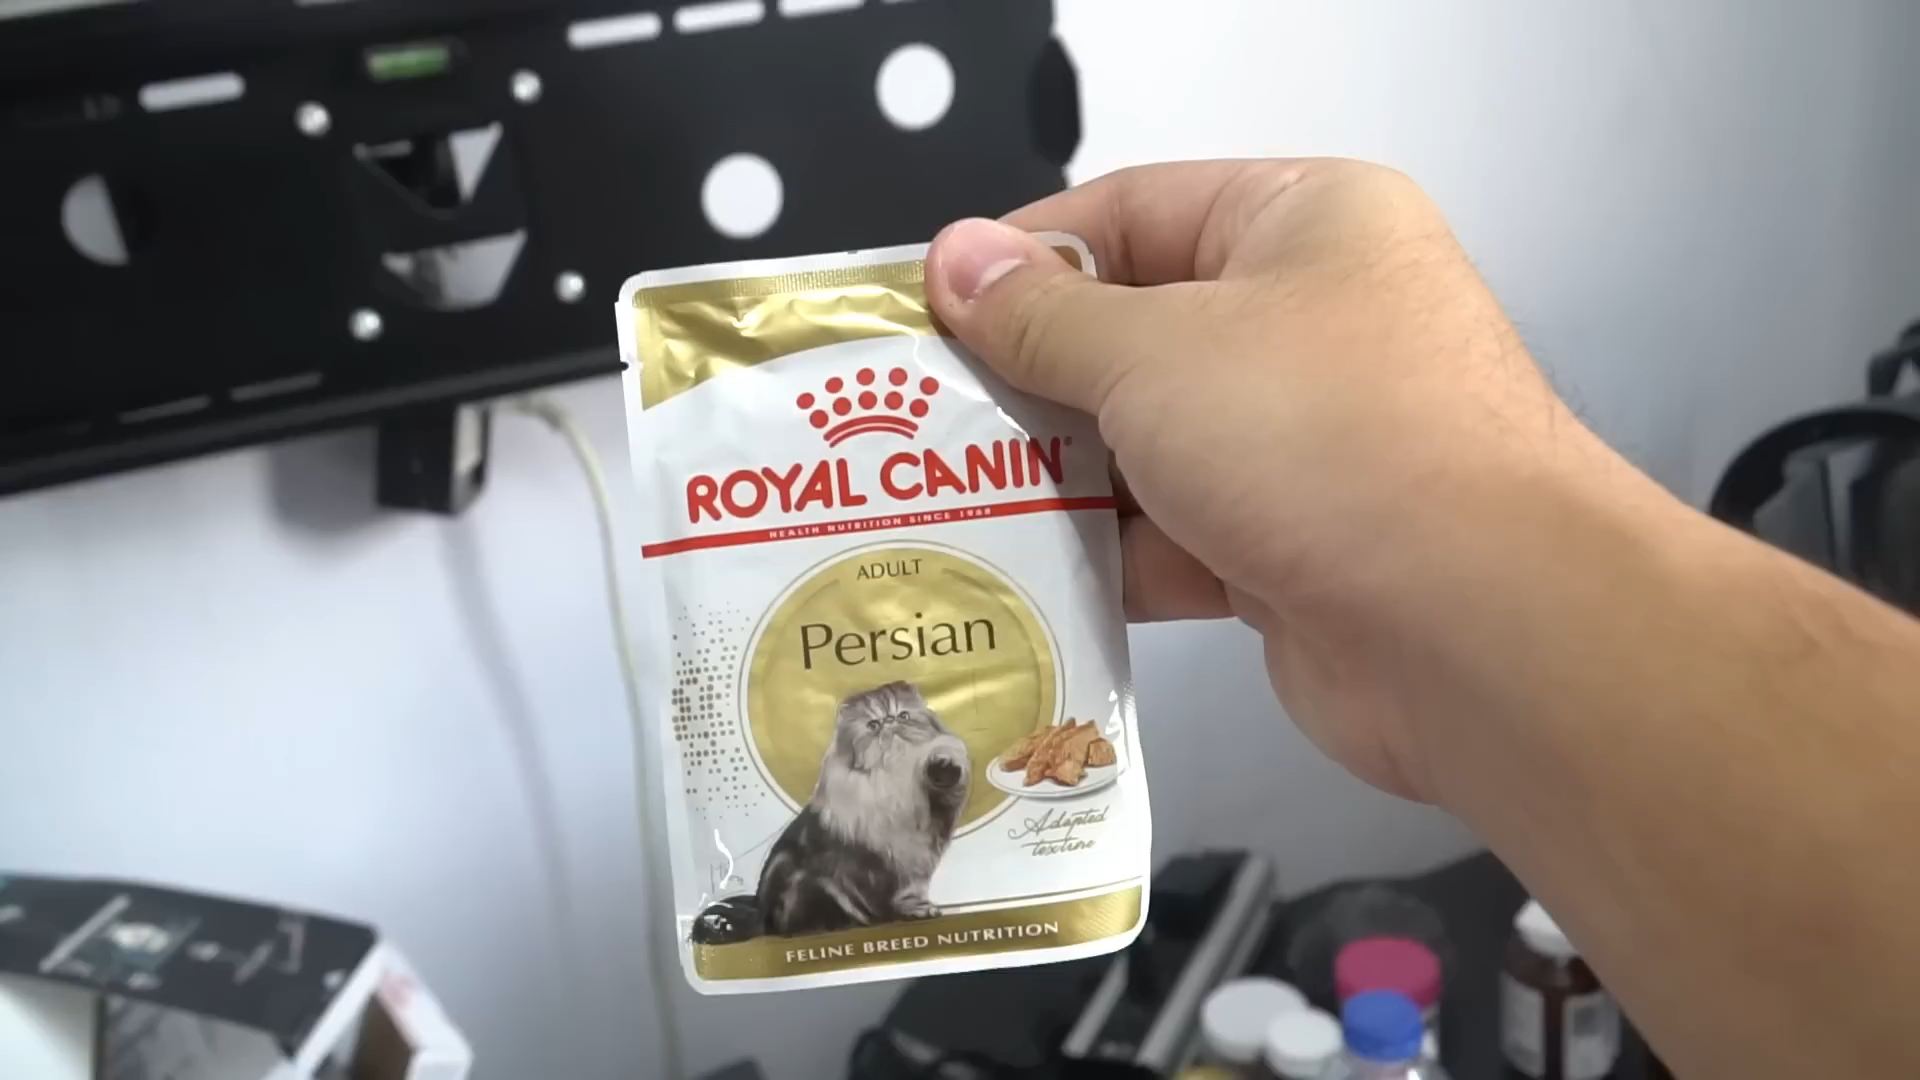 ROYAL CANIN
HEALTH NUTRITION SINCE 1968
ADULT
Persian
Adapted
texture
FELINE BREED NUTRITION